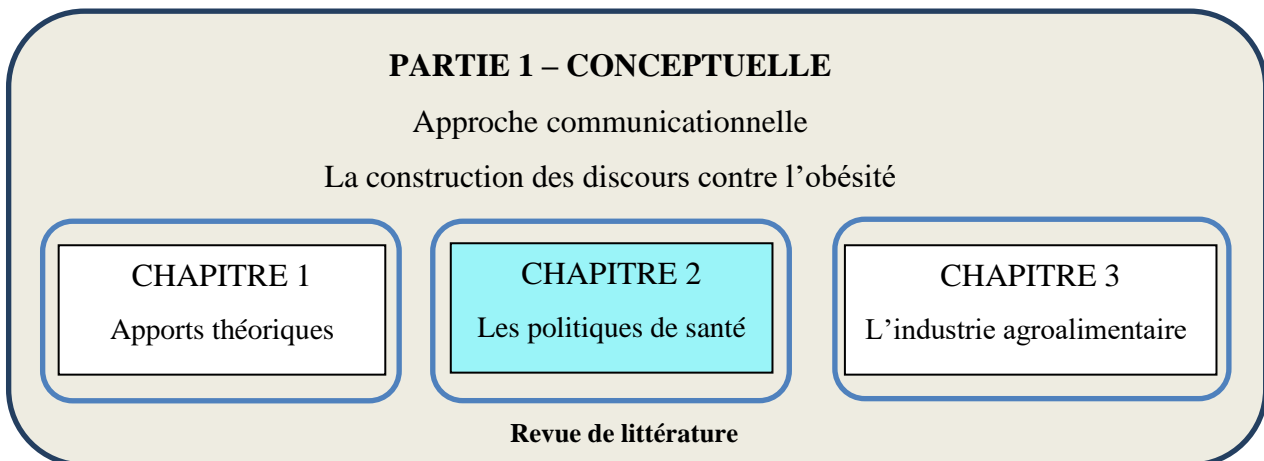 PARTIE 1 – CONCEPTUELLE
Approche communicationnelle
La construction des discours contre l’obésité
CHAPITRE 1
Apports théoriques
CHAPITRE 2
Les politiques de santé
CHAPITRE 3
L’industrie agroalimentaire
Revue de littérature